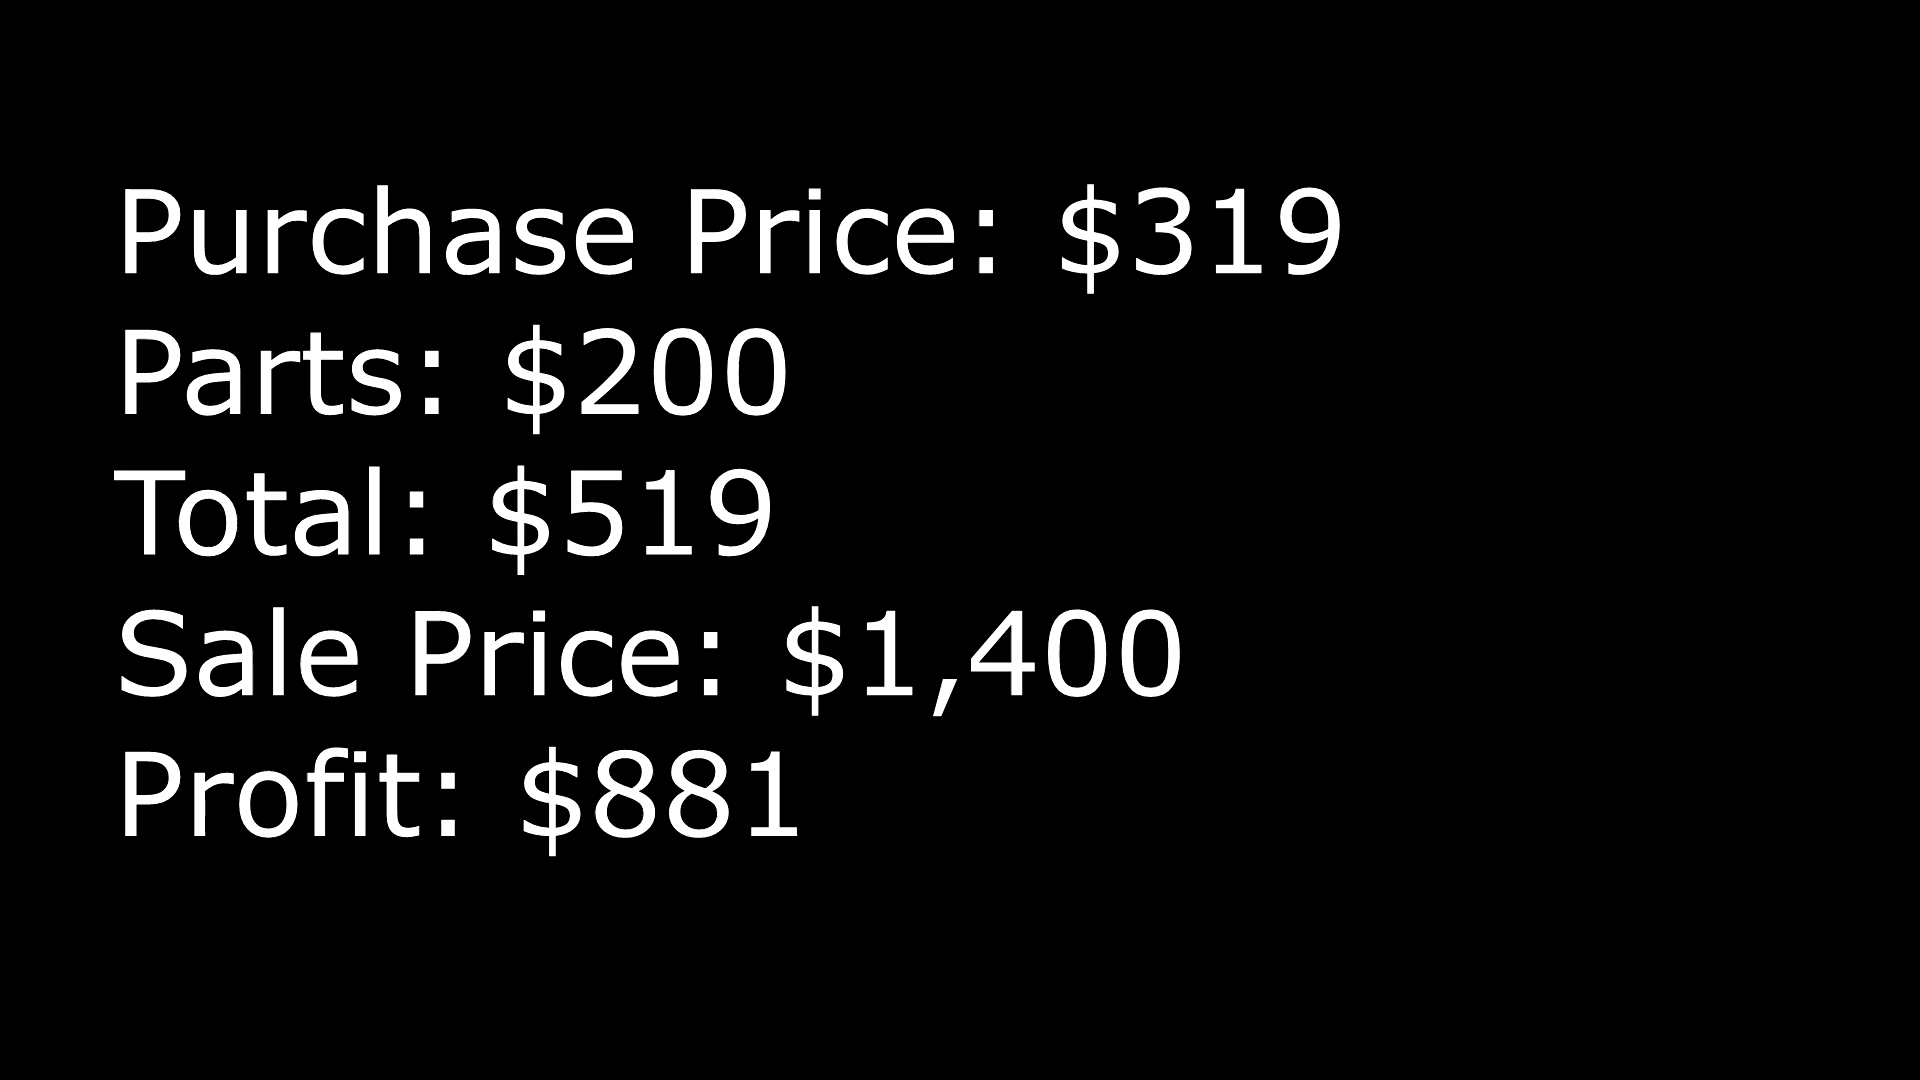 Purchase Price: $319
Parts: $200
Total: $519
Sale Price: $1,400
Profit: $881